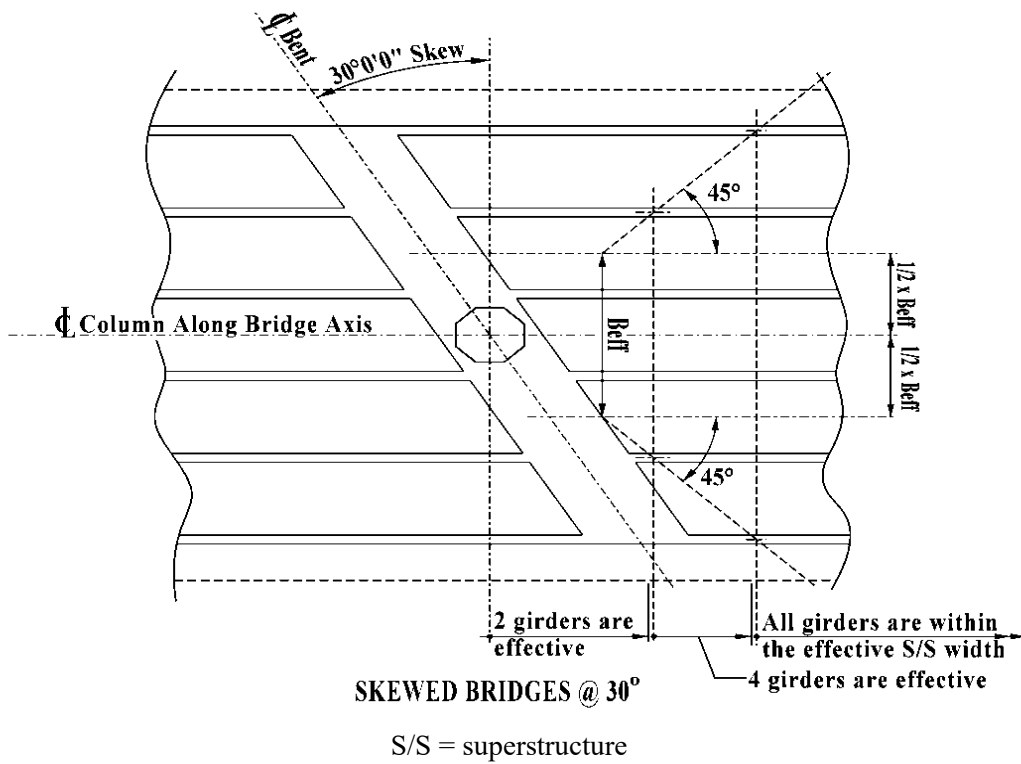 ℄ Bent
30°0'0" Skew
45°
1/2 x Beff
℄ Column Along Bridge Axis
Beff
1/2 x Beff
45°
2 girders are
effective
All girders are within
the effective S/S width
4 girders are effective
SKEWED BRIDGES @ 30°
S/S = superstructure